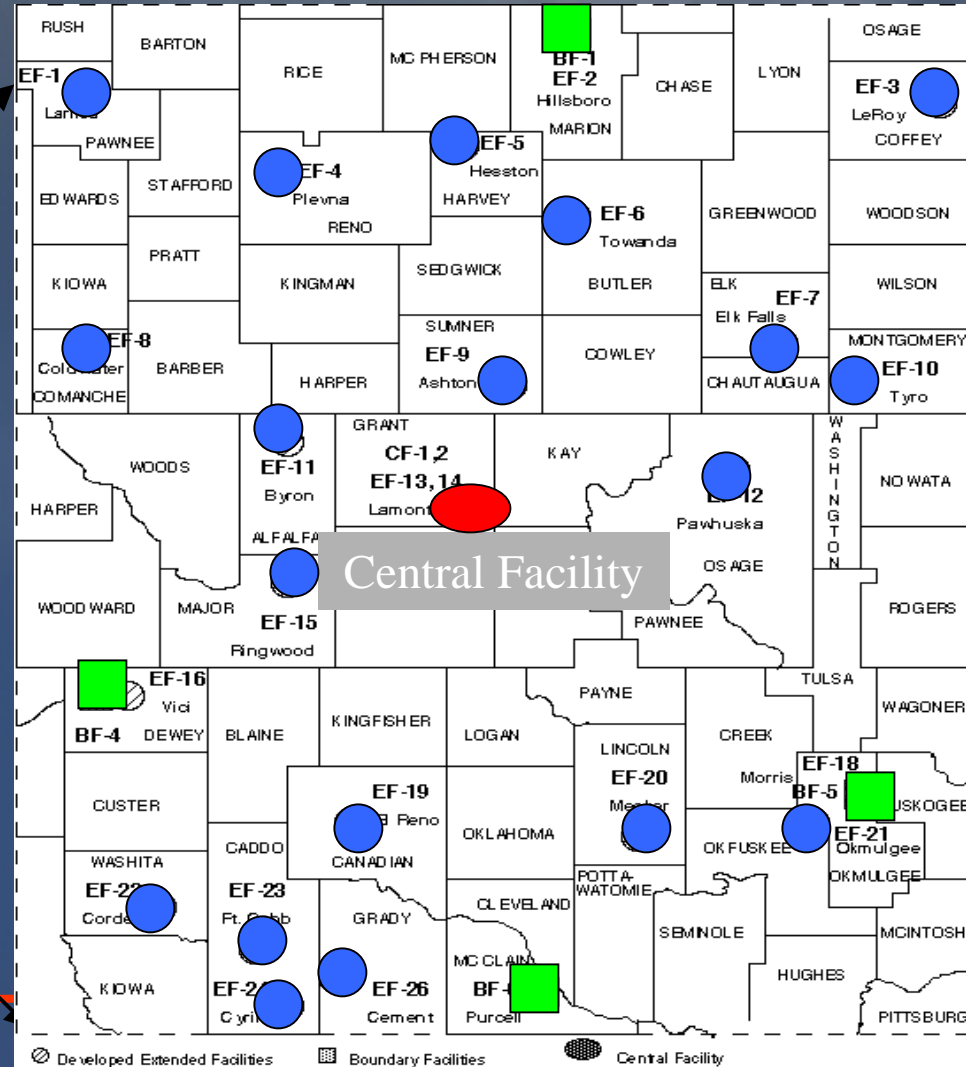 RUSH
BARTON
RICE
MC PHERSON
BF-1
EF-2
Hillsboro
MARION
CHASE
LYON
OSAGE
EF-1
PAWNEE
EF-3
LeRoy
COFFEY
EF-5
Hesston
HARVEY
EF-4
Plevna
RENO
EDWARDS
STAFFORD
EF-6
Towanda
BUTLER
GREENWOOD
WOODSON
PRATT
KIOWA
KINGMAN
SEDGWICK
ELK
EF-7
Elk Falls
WILSON
EF-8
COMANCHE
BARBER
HARPER
SUMNER
EF-9
Ashton
COWLEY
CHAUTAUGUA
MONTGOMERY
EF-10
Tyro
WOODS
HARPER
EF-11
Byron
ALFALFA
GRANT
CF-1,2
EF-13,14
Lamont
KAY
Pawhuska
OSAGE
WASHINGTON
NOWATA
Central Facility
WOODWARD
MAJOR
EF-15
Ringwood
PAWNEE
ROGERS
EF-16
Vici
BF-4 DEWEY
BLAINE
KINGFISHER
LOGAN
PAYNE
TULSA
WAGONER
CREEK
LINCOLN
EF-20
EF-18
Morris
BF-5
EF-21
Okmulgee
OKMULGEE
CUSTER
EF-19
Reno
CANADIAN
OKLAHOMA
OKFUSKEE
WASHITA
CADDO
EF-23
POTTA-
WATOMIE
CLEVELAND
GRADY
SEMINOLE
MCINTOSH
KIOWA
EF-26
Cement
MC CLAIN
Purcell
HUGHES
PITTSBURG
Developed Extended Facilities
Boundary Facilities
Central Facility